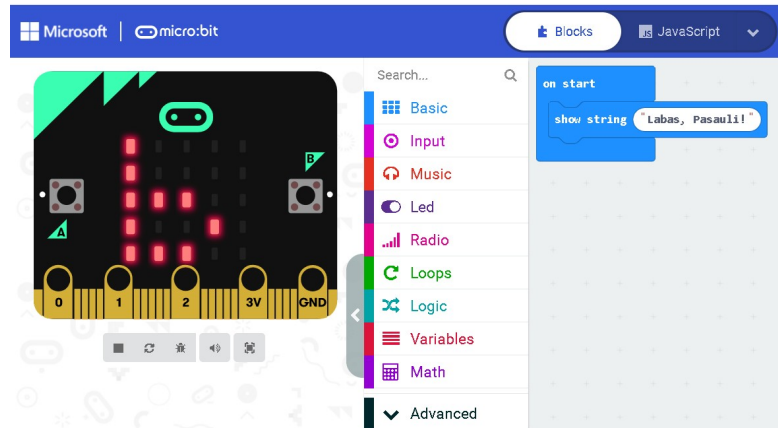 Microsoft micro:bit
Blocks
JavaScript
JS
A
B
0 1 2 3V GND
Search...
Basic
Input
Music
Led
Radio
Loops
Logic
Variables
Math
Advanced
on start
show string "Labas, Pasauli!"